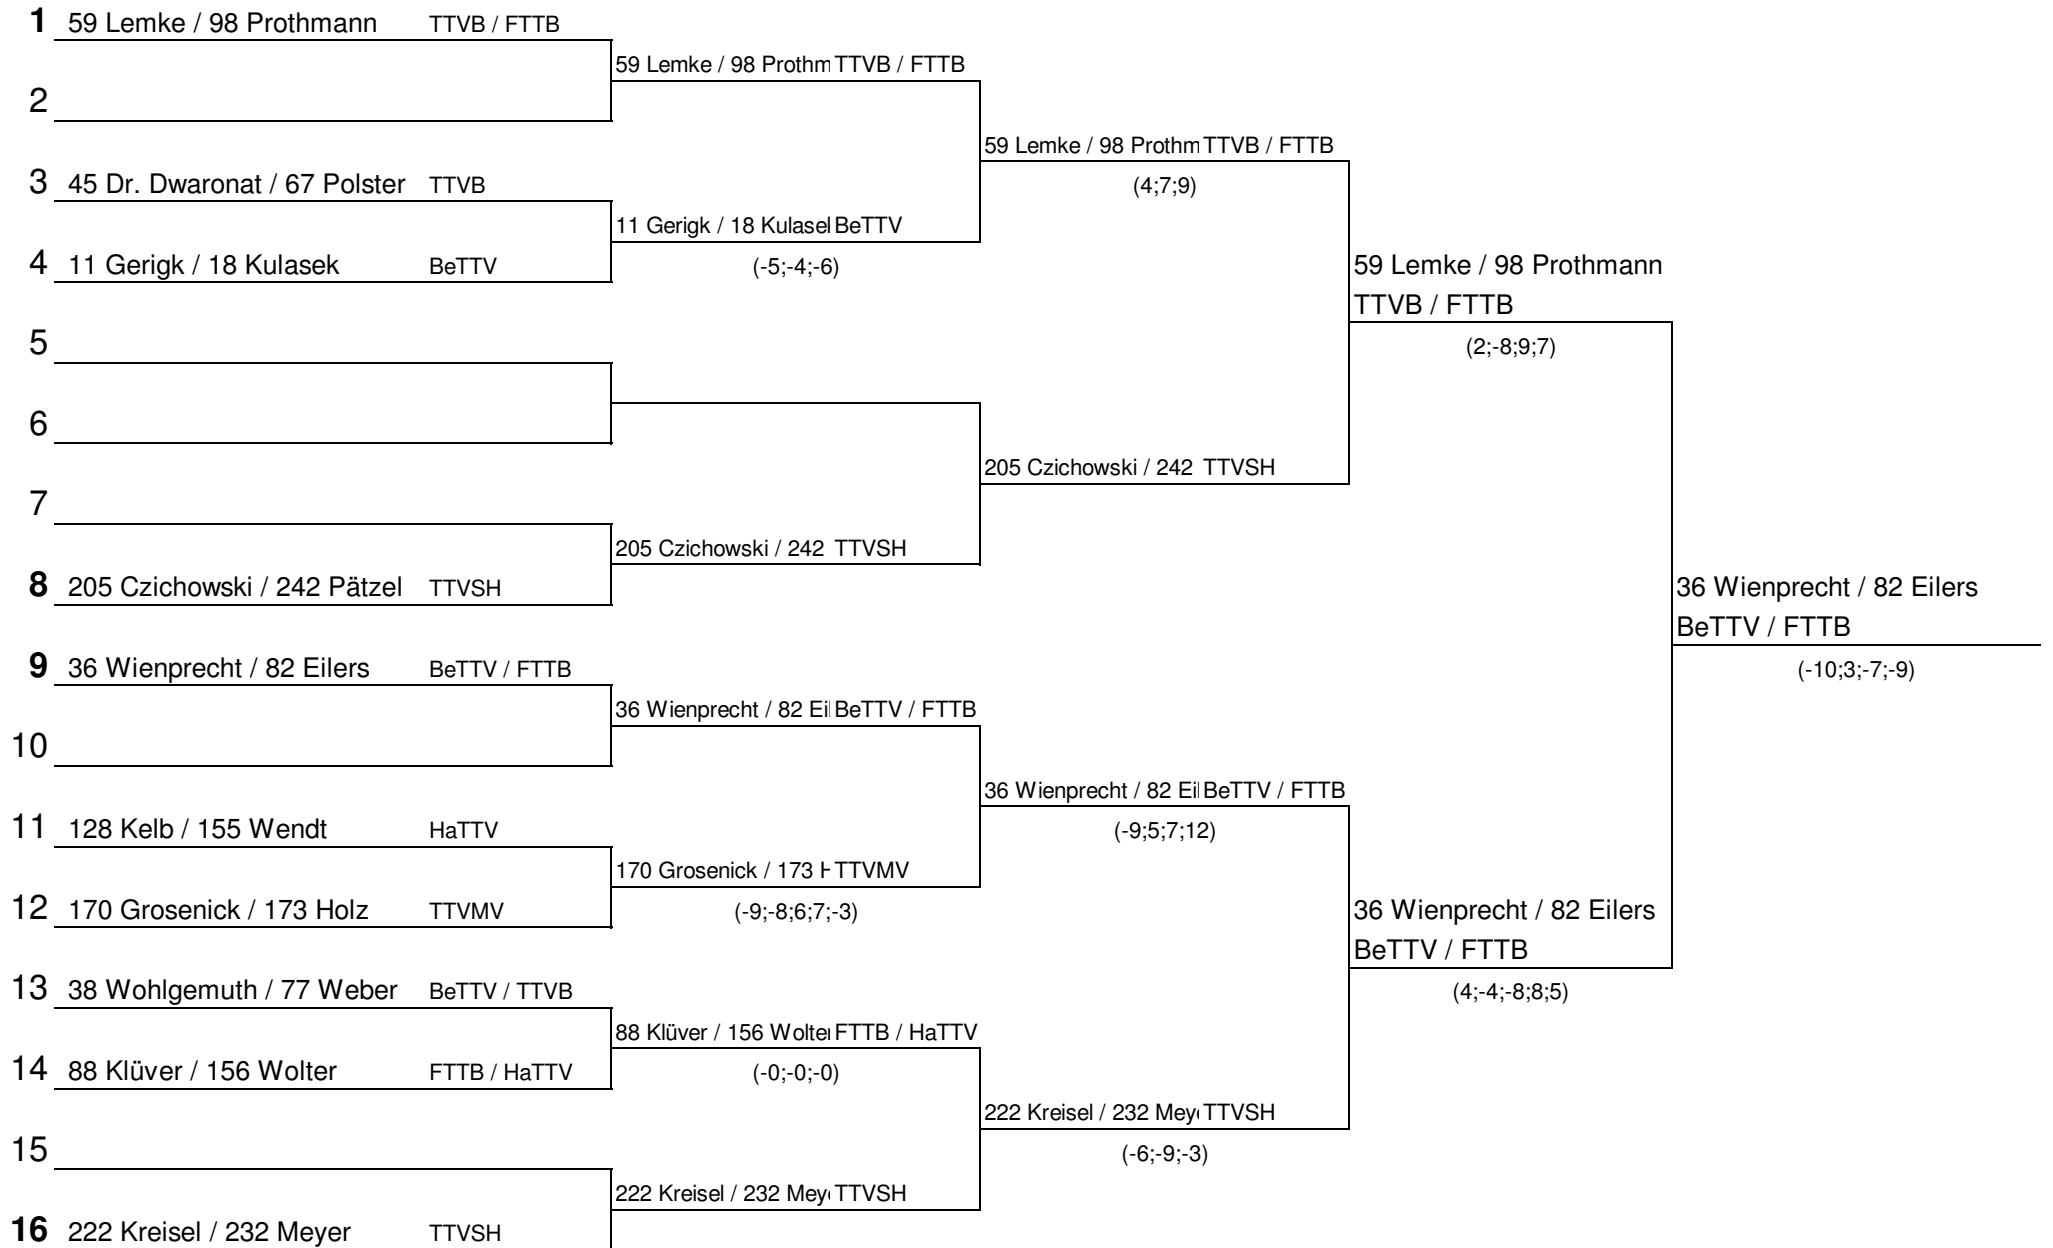 1 59 Lemke / 98 Prothmann TTVB / FTTB
59 Lemke / 98 Prothm TTVB / FTTB
2
59 Lemke / 98 Prothm TTVB / FTTB
3 45 Dr. Dwaronat / 67 Polster TTVB
(4;7;9)
11 Gerigk / 18 Kulasek BeTTV
4 11 Gerigk / 18 Kulasek BeTTV
(-5;-4;-6)
59 Lemke / 98 Prothmann
TTVB / FTTB
5
(2;-8;9;7)
6
205 Czichowski / 242 TTVSH
7
205 Czichowski / 242 TTVSH
8 205 Czichowski / 242 Pätzel TTVSH
36 Wienprecht / 82 Eilers
BeTTV / FTTB
9 36 Wienprecht / 82 Eilers BeTTV / FTTB
(-10;3;-7;-9)
36 Wienprecht / 82 Eil BeTTV / FTTB
10
36 Wienprecht / 82 Eil BeTTV / FTTB
11 128 Kelb / 155 Wendt HaTTV
(-9;5;7;12)
170 Grosenick / 173 H TTVMV
12 170 Grosenick / 173 Holz TTVMV
(-9;-8;6;7;-3)
36 Wienprecht / 82 Eilers
BeTTV / FTTB
13 38 Wohlgemuth / 77 Weber BeTTV / TTVB
(4;-4;-8;8;5)
88 Klüver / 156 Wolter FTTB / HaTTV
14 88 Klüver / 156 Wolter FTTB / HaTTV
(-0;-0;-0)
222 Kreisel / 232 Meye TTVSH
15
(-6;-9;-3)
222 Kreisel / 232 Meye TTVSH
16 222 Kreisel / 232 Meyer TTVSH